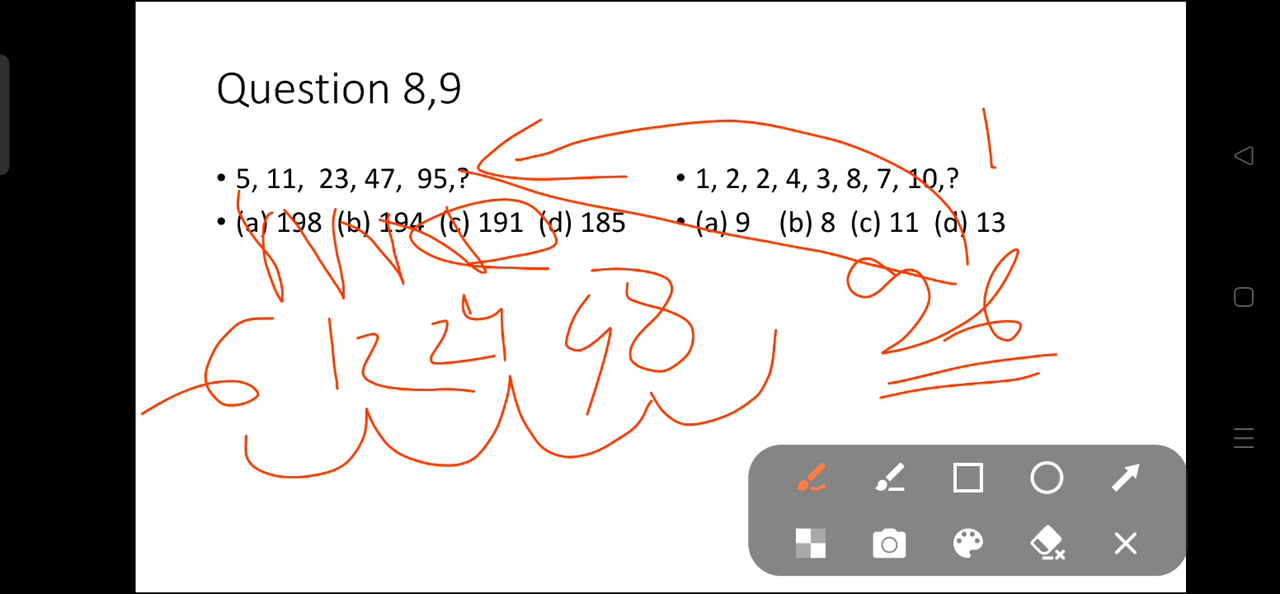 Question 8,9
• 5, 11, 23, 47, 95,?
• (a) 198 (b) 194 (c) 191 (d) 185
• 1, 2, 2, 4, 3, 8, 7, 10,?
• (a) 9 (b) 8 (c) 11 (d) 13
1
6 12 24 48